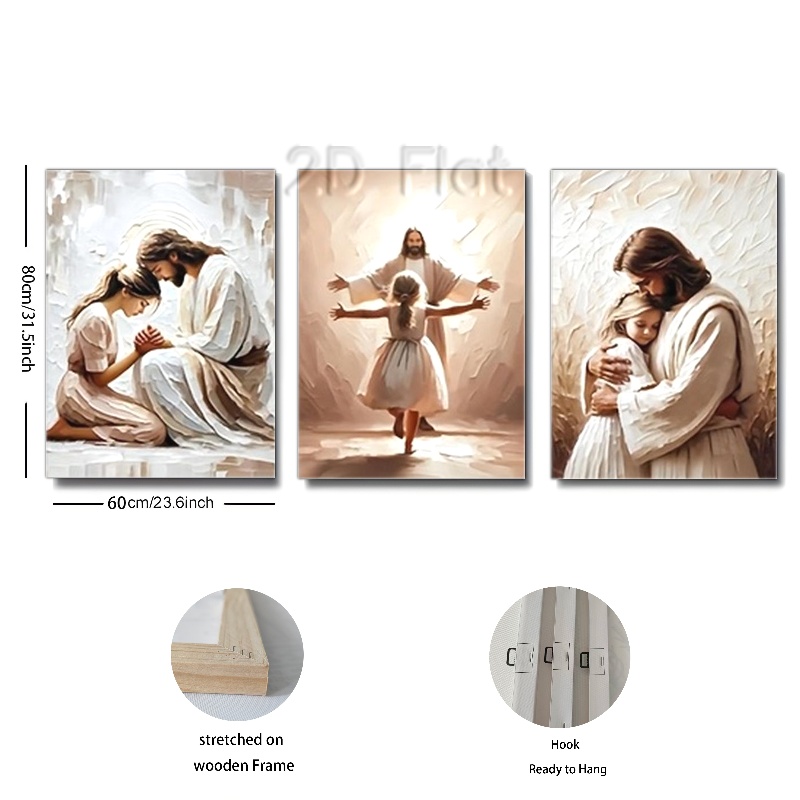 2D Flat
80cm/31.5inch
60cm/23.6inch
stretched on
wooden Frame
Hook
Ready to Hang